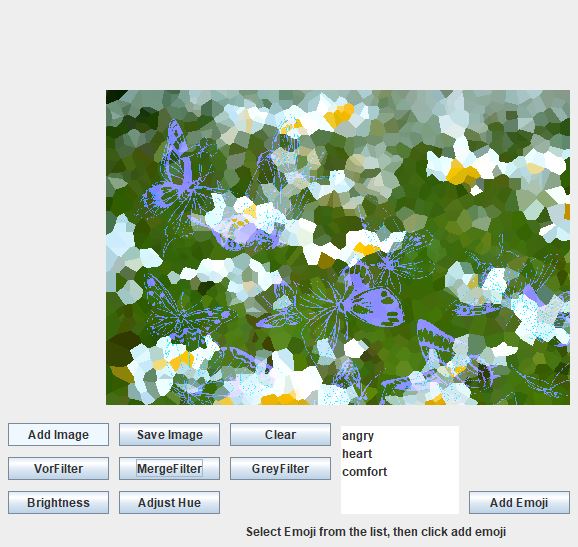 Add Image Save Image Clear
angry
heart
comfort
VorFilter MergeFilter GreyFilter
Brightness Adjust Hue
Add Emoji
Select Emoji from the list, then click add emoji